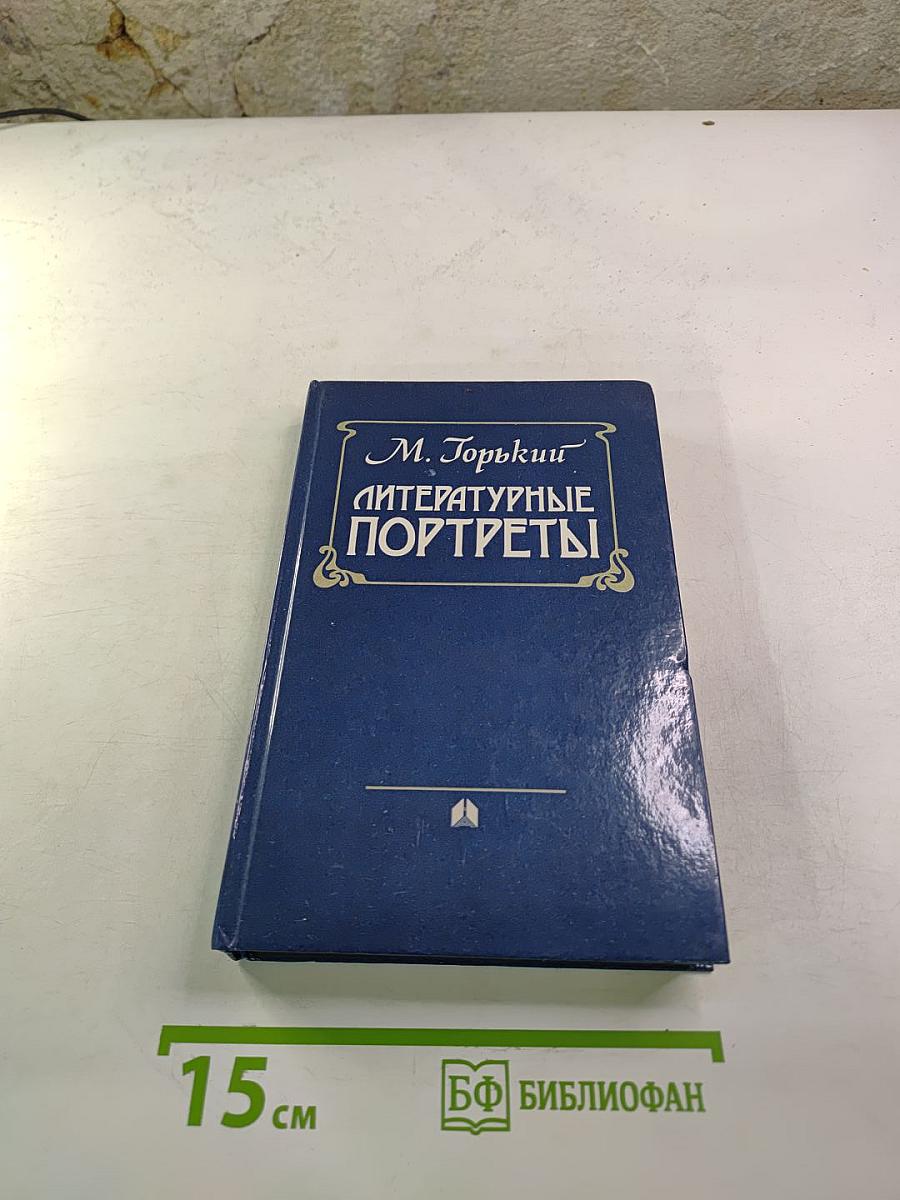 М. Горький
ЛИТЕРАТУРНЫЕ
ПОРТРЕТЫ
15 см
БФ БИБЛИОФАН